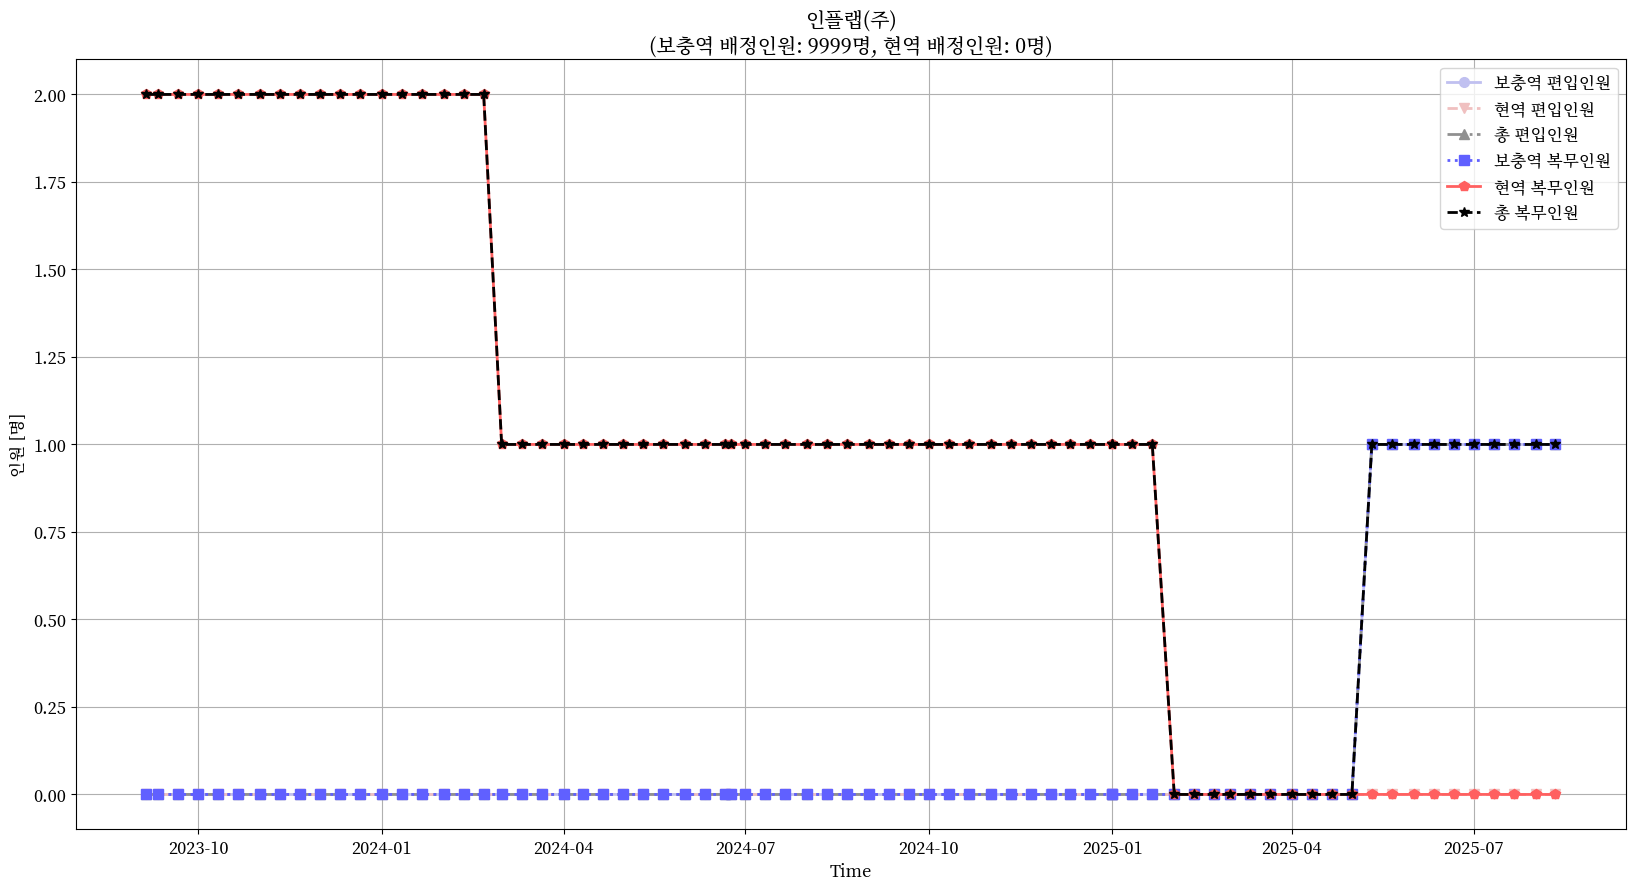 인플랩(주)
(보충역 배정인원: 9999명, 현역 배정인원: 0명)
보충역 편입인원
현역 편입인원
총 편입인원
보충역 복무인원
현역 복무인원
총 복무인원
인원 [명]
2.00
1.75
1.50
1.25
1.00
0.75
0.50
0.25
0.00
2023-10
2024-01
2024-04
2024-07
2024-10
2025-01
2025-04
2025-07
Time